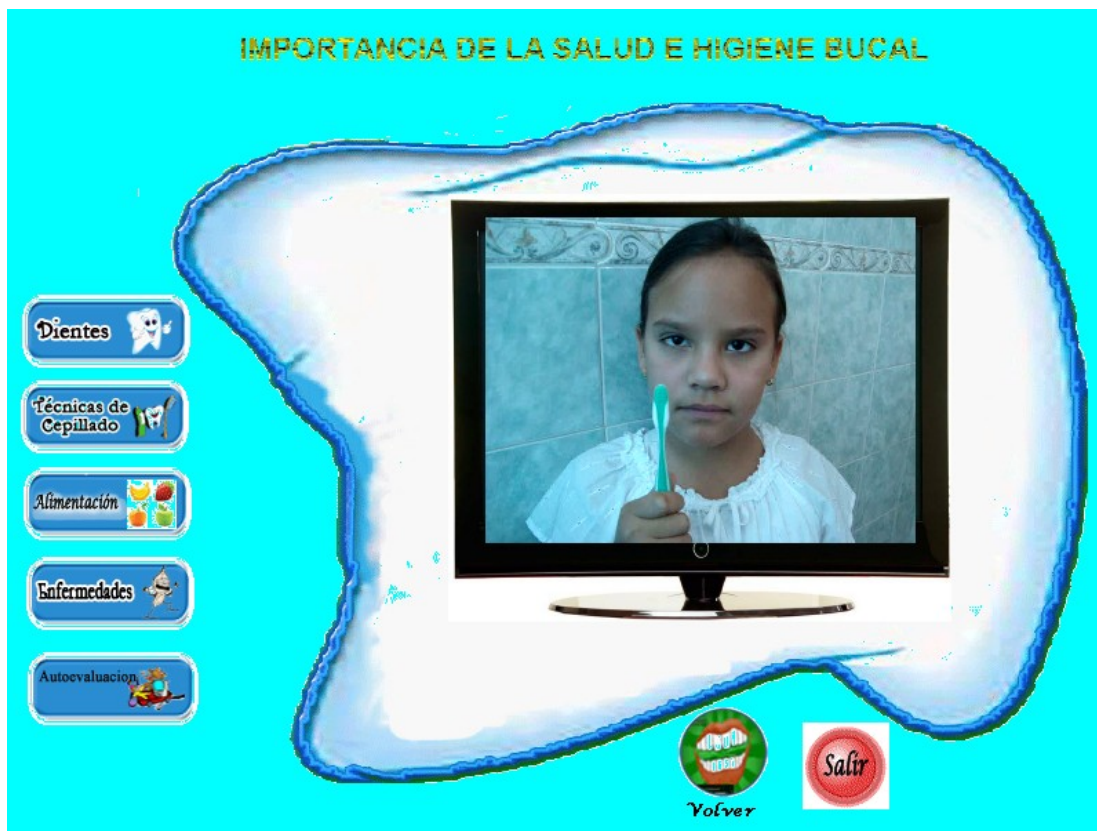 IMPORTANCIA DE LA SALUD E HIGIENE BUCAL
Dientes
Técnicas de
Cepillado
Alimentación
Enfermedades
Autoevaluacion
Volver
Salir